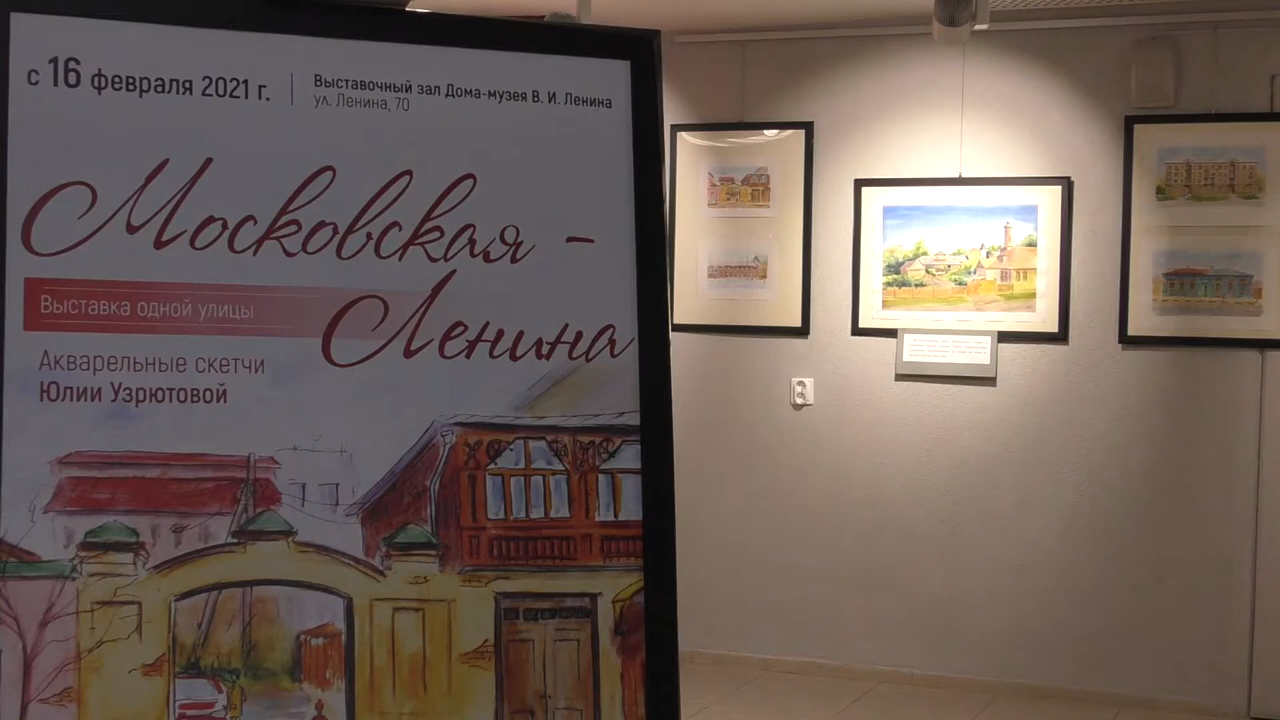 с 16 февраля 2021 г.
Выставочный зал Дома-музея В. И. Ленина
ул. Ленина, 70
Московская –
Ленина
Выставка одной улицы
Акварельные скетчи
Юлии Узрютовой